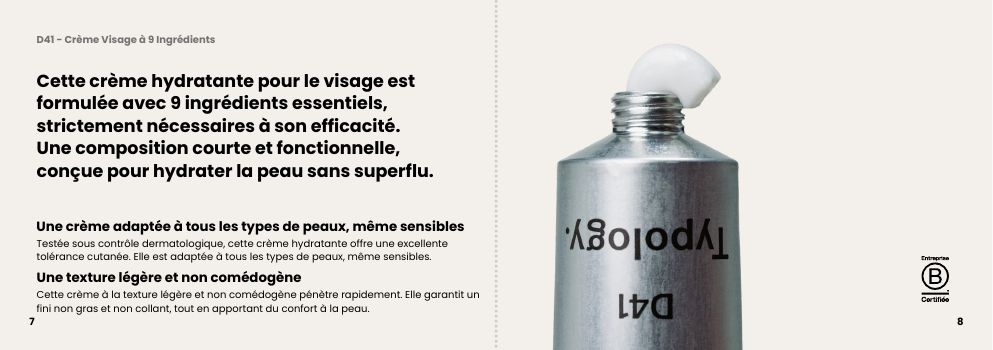 D41 - Crème Visage à 9 Ingrédients
Cette crème hydratante pour le visage est
formulée avec 9 ingrédients essentiels,
strictement nécessaires à son efficacité.
Une composition courte et fonctionnelle,
conçue pour hydrater la peau sans superflu.
Une crème adaptée à tous les types de peaux, même sensibles
Testée sous contrôle dermatologique, cette crème hydratante offre une excellente
tolérance cutanée. Elle est adaptée à tous les types de peaux, même sensibles.
Une texture légère et non comédogène
Cette crème à la texture légère et non comédogène pénètre rapidement. Elle garantit un
fini non gras et non collant, tout en apportant du confort à la peau.
7
Typology.
D41
Entreprise
B
Certifiée
8